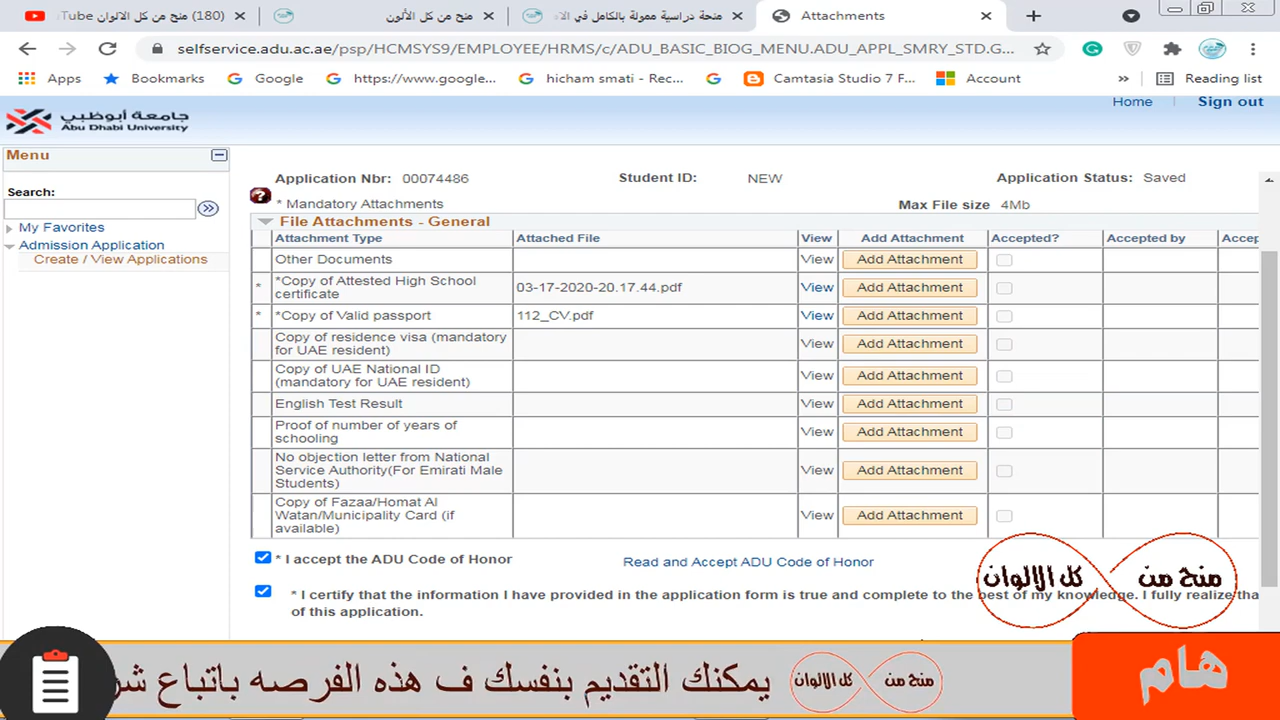 (180) منح من كل الالوان Tube
منح من كل الألون
منحة دراسية ممولة بالكامل في الا
Attachments
selfservice.adu.ac.ae/psp/HCMSYS9/EMPLOYEE/HRMS/c/ADU_BASIC_BIOG_MENU.ADU_APPL_SMRY_STD.G...
Apps Bookmarks Google https://www.google... hicham smati - Rec... Camtasia Studio 7 F... Account » Reading list
Home Sign out
جامعة أبوظبي
Abu Dhabi University
Menu
Search:
My Favorites
Admission Application
Create / View Applications
Application Nbr: 00074486 Student ID: NEW Application Status: Saved
* Mandatory Attachments Max File size 4Mb
File Attachments - General
Attachment Type Attached File View Add Attachment Accepted? Accepted by Accep
Other Documents View Add Attachment
* *Copy of Attested High School
certificate 03-17-2020-20.17.44.pdf View Add Attachment
* *Copy of Valid passport 112_CV.pdf View Add Attachment
Copy of residence visa (mandatory
for UAE resident) View Add Attachment
Copy of UAE National ID
(mandatory for UAE resident) View Add Attachment
English Test Result View Add Attachment
Proof of number of years of
schooling View Add Attachment
No objection letter from National
Service Authority(For Emirati Male
Students) View Add Attachment
Copy of Fazaa/Homat Al
Watan/Municipality Card (if
available) View Add Attachment
* I accept the ADU Code of Honor Read and Accept ADU Code of Honor
* I certify that the information I have provided in the application form is true and complete to the best of my knowledge. I fully realize tha
of this application.
منح من كل الالوان
هام
منح من كل الالوان
يمكنك التقديم بنفسك ف هذه الفرصه باتباع شر